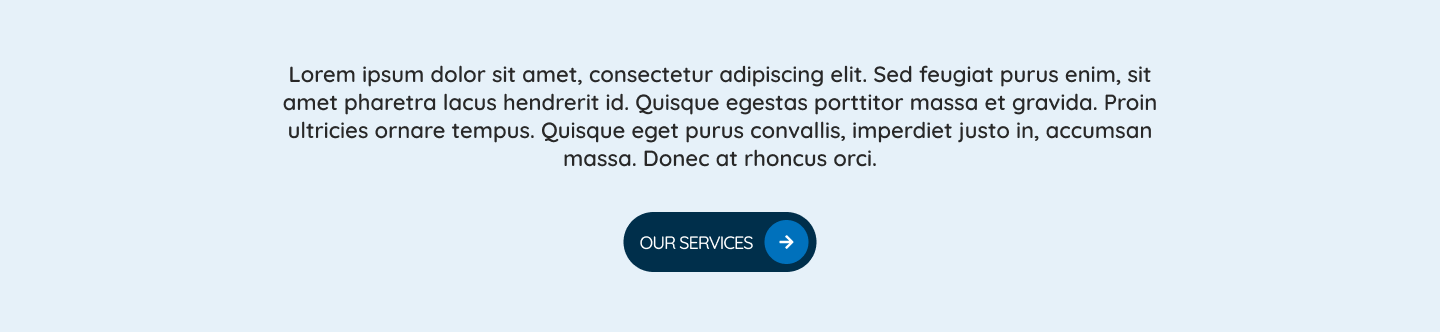 Lorem ipsum dolor sit amet, consectetur adipiscing elit. Sed feugiat purus enim, sit
amet pharetra lacus hendrerit id. Quisque egestas porttitor massa et gravida. Proin
ultricies ornare tempus. Quisque eget purus convallis, imperdiet justo in, accumsan
massa. Donec at rhoncus orci.
OUR SERVICES